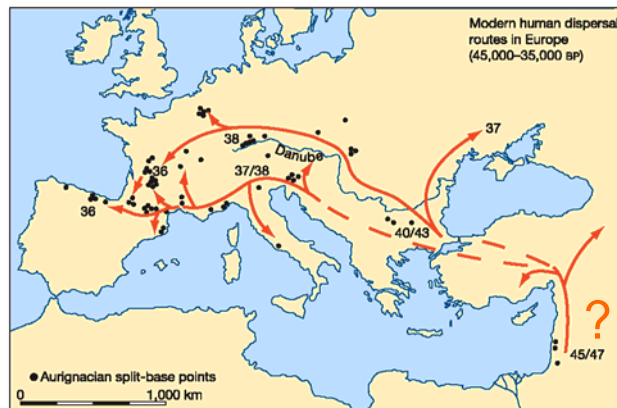 Modern human dispersal
routes in Europe
(45,000–35,000 BP)
37
38
Danube
36
37/38
36
40/43
?
45/47
● Aurignacian split-base points
0 1,000 km